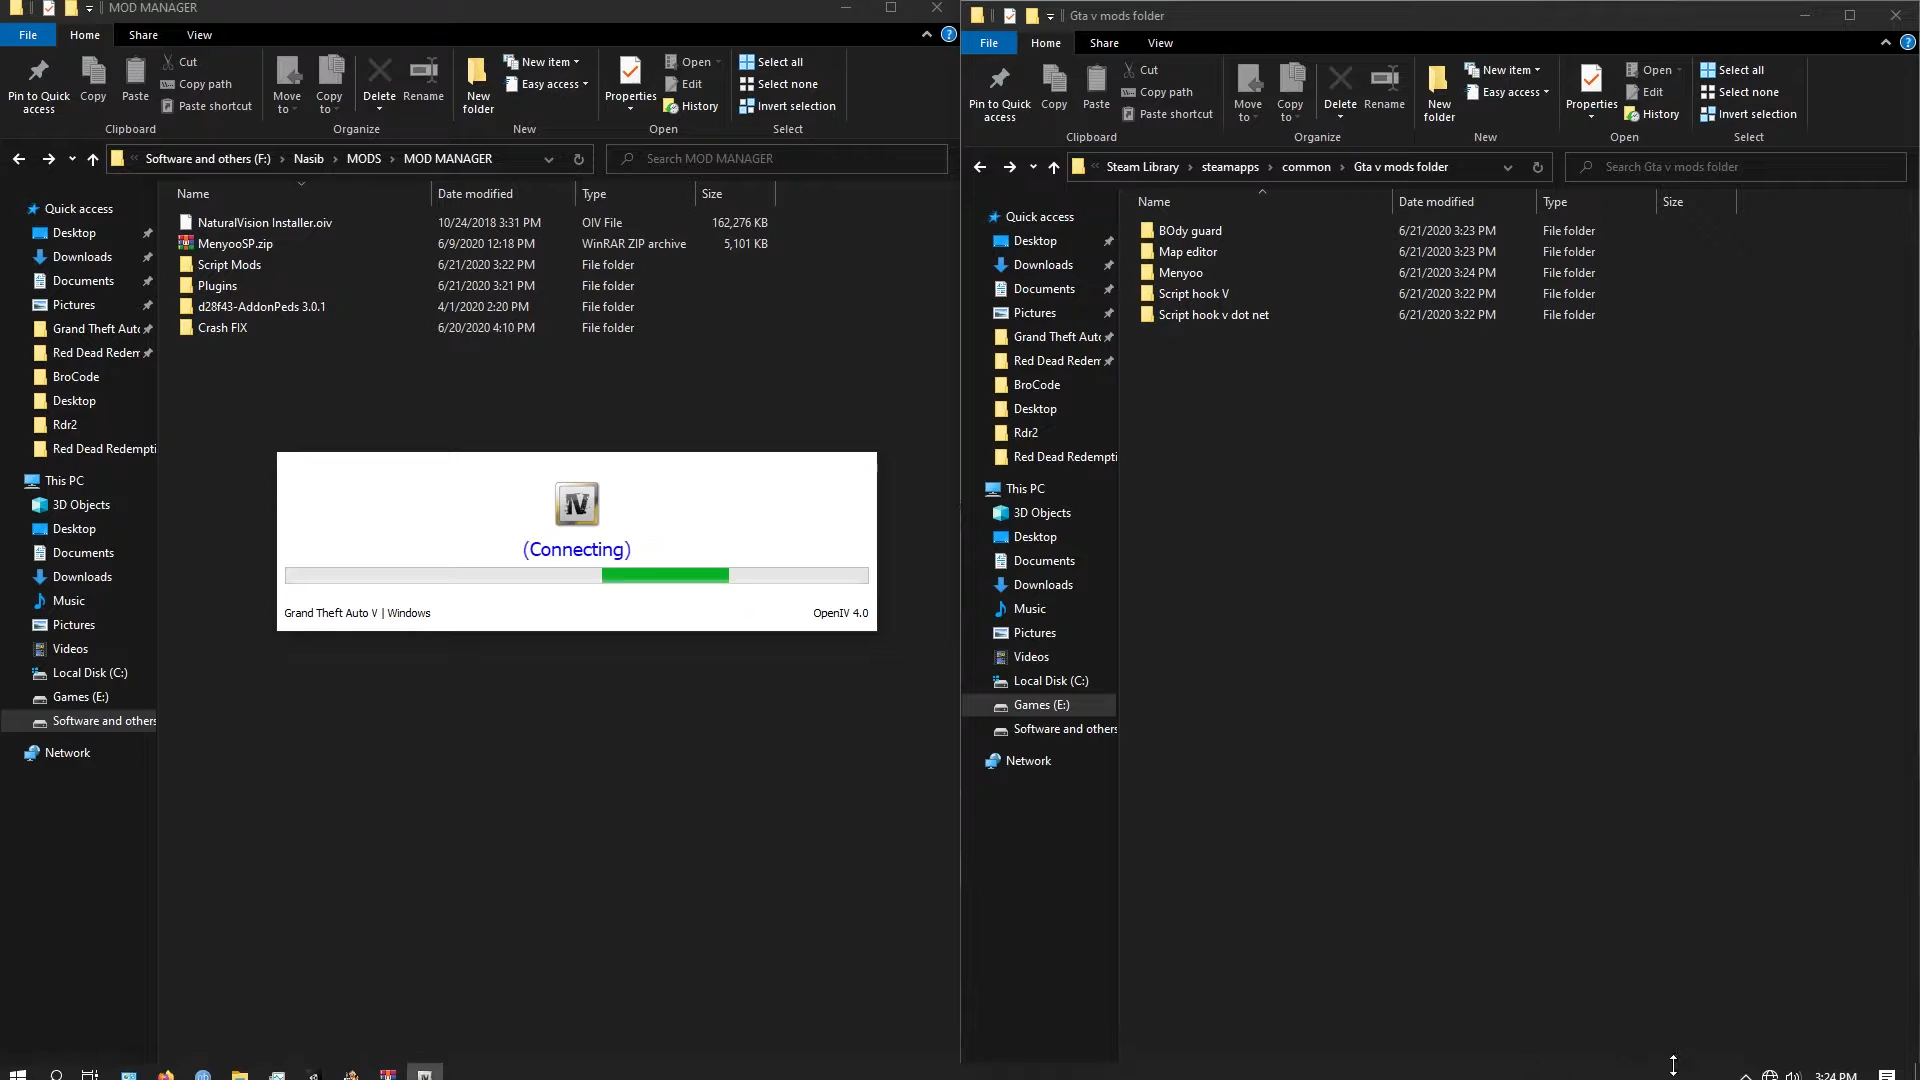 MOD MANAGER
File Home Share View
Pin to Quick access
Copy
Paste
Cut
Copy path
Paste shortcut
Clipboard
Move to
Copy to
Delete
Rename
Organize
New folder
New item
Easy access
New
Properties
Open
Edit
History
Open
Select all
Select none
Invert selection
Select
Software and others (F:) Nasib MODS MOD MANAGER
Search MOD MANAGER
Name Date modified Type Size
NaturalVision Installer.oiv 10/24/2018 3:31 PM OIV File 162,276 KB
MenyooSP.zip 6/9/2020 12:18 PM WinRAR ZIP archive 5,101 KB
Script Mods 6/21/2020 3:22 PM File folder
Plugins 6/21/2020 3:21 PM File folder
d28f43-AddonPeds 3.0.1 4/1/2020 2:20 PM File folder
Crash FIX 6/20/2020 4:10 PM File folder
Quick access
Desktop
Downloads
Documents
Pictures
Grand Theft Auto
Red Dead Redem
BroCode
Desktop
Rdr2
Red Dead Redempti
This PC
3D Objects
Desktop
Documents
Downloads
Music
Pictures
Videos
Local Disk (C:)
Games (E:)
Software and others
Network
(Connecting)
Grand Theft Auto V | Windows OpenIV 4.0
Gta v mods folder
File Home Share View
Pin to Quick access
Copy
Paste
Cut
Copy path
Paste shortcut
Clipboard
Move to
Copy to
Delete
Rename
Organize
New folder
New item
Easy access
New
Properties
Open
Edit
History
Open
Select all
Select none
Invert selection
Select
Steam Library steamapps common Gta v mods folder
Search Gta v mods folder
Name Date modified Type Size
BOdy guard 6/21/2020 3:23 PM File folder
Map editor 6/21/2020 3:23 PM File folder
Menyoo 6/21/2020 3:24 PM File folder
Script hook V 6/21/2020 3:22 PM File folder
Script hook v dot net 6/21/2020 3:22 PM File folder
Quick access
Desktop
Downloads
Documents
Pictures
Grand Theft Auto
Red Dead Redem
BroCode
Desktop
Rdr2
Red Dead Redempti
This PC
3D Objects
Desktop
Documents
Downloads
Music
Pictures
Videos
Local Disk (C:)
Games (E:)
Software and others
Network
3:24 PM